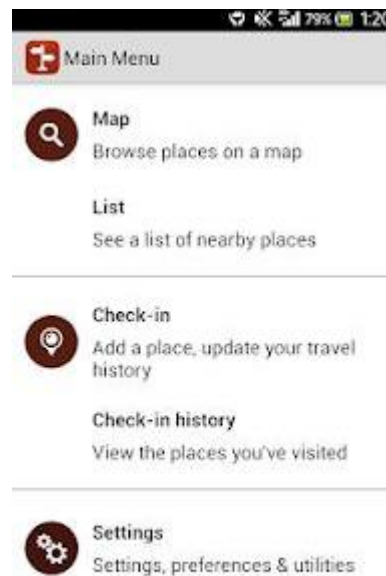 79% 1:20
Main Menu
Map
Browse places on a map
List
See a list of nearby places
Check-in
Add a place, update your travel
history
Check-in history
View the places you've visited
Settings
Settings, preferences & utilities